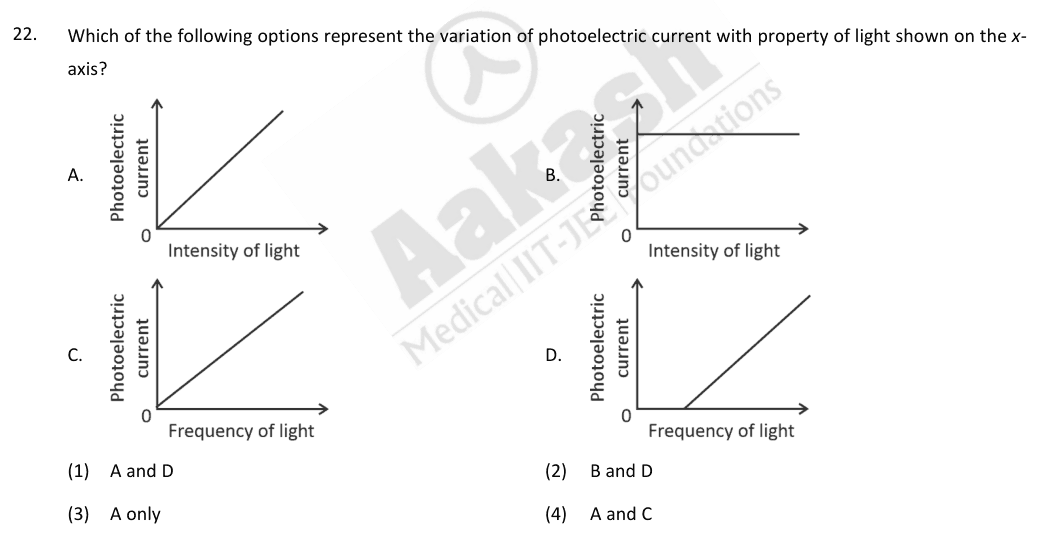 22. Which of the following options represent the variation of photoelectric current with property of light shown on the x-
axis?
A. Photoelectric current
0
Intensity of light
B. Photoelectric current
0
Intensity of light
C. Photoelectric current
0
Frequency of light
D. Photoelectric current
0
Frequency of light
(1) A and D (2) B and D
(3) A only (4) A and C
Aakash
Medical|IIT-JEE|Foundations